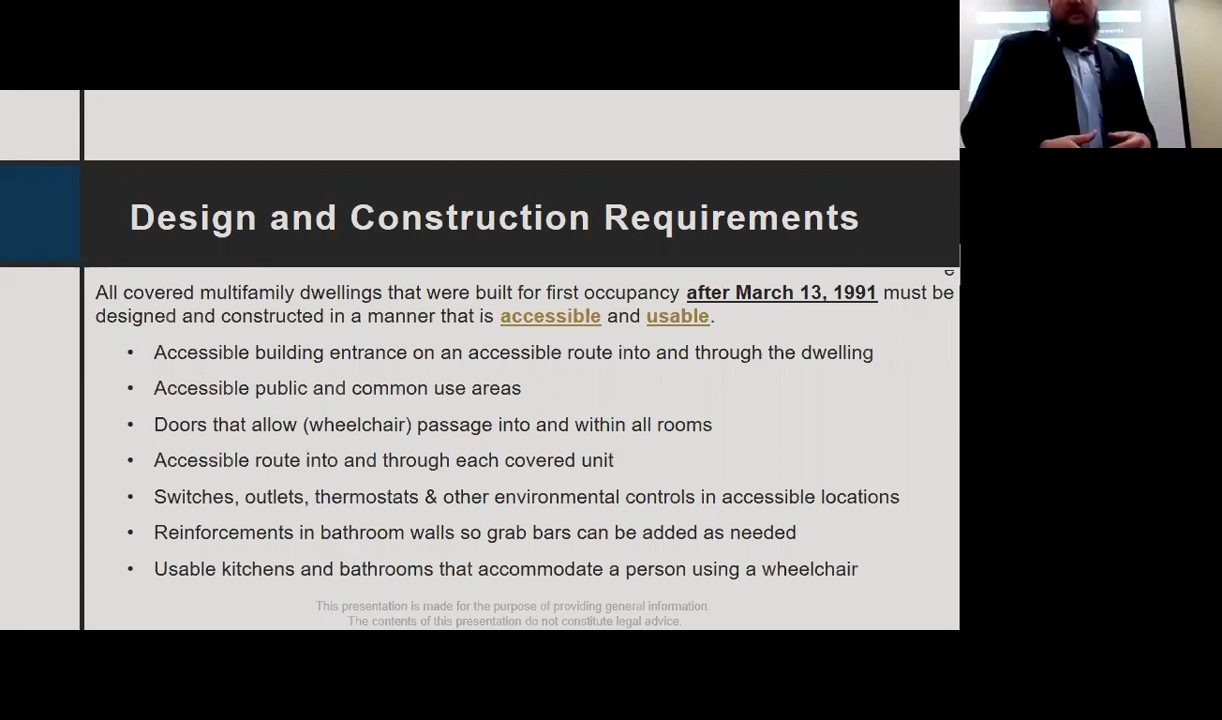 Design and Construction Requirements
All covered multifamily dwellings that were built for first occupancy after March 13, 1991 must be
designed and constructed in a manner that is accessible and usable.
• Accessible building entrance on an accessible route into and through the dwelling
• Accessible public and common use areas
• Doors that allow (wheelchair) passage into and within all rooms
• Accessible route into and through each covered unit
• Switches, outlets, thermostats & other environmental controls in accessible locations
• Reinforcements in bathroom walls so grab bars can be added as needed
• Usable kitchens and bathrooms that accommodate a person using a wheelchair
This presentation is made for the purpose of providing general information.
The contents of this presentation do not constitute legal advice.